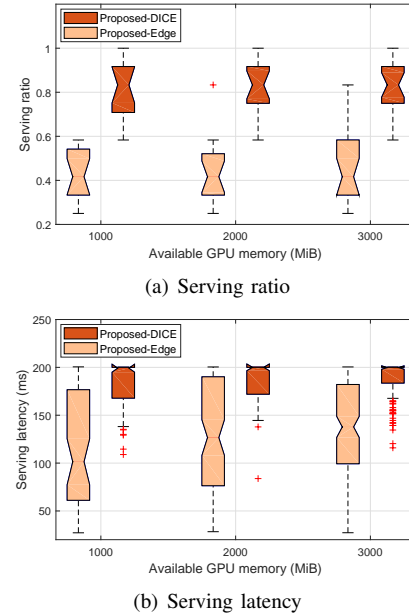 Proposed-DICE
Proposed-Edge
1
0.8
0.6
0.4
0.2
Serving ratio
1000 2000 3000
Available GPU memory (MiB)
(a) Serving ratio
250
200
150
100
50
Serving latency (ms)
Proposed-DICE
Proposed-Edge
1000 2000 3000
Available GPU memory (MiB)
(b) Serving latency